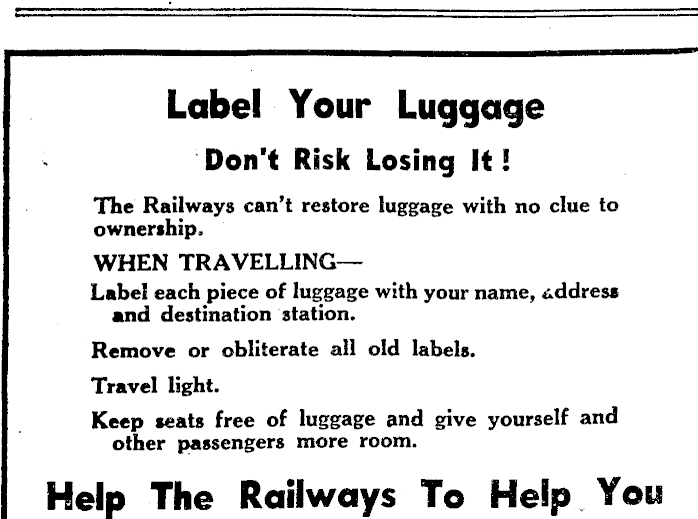 Label Your Luggage
Don't Risk Losing It!
The Railways can't restore luggage with no clue to
ownership.
WHEN TRAVELLING—
Label each piece of luggage with your name, address
and destination station.
Remove or obliterate all old labels.
Travel light.
Keep seats free of luggage and give yourself and
other passengers more room.
Help The Railways To Help You